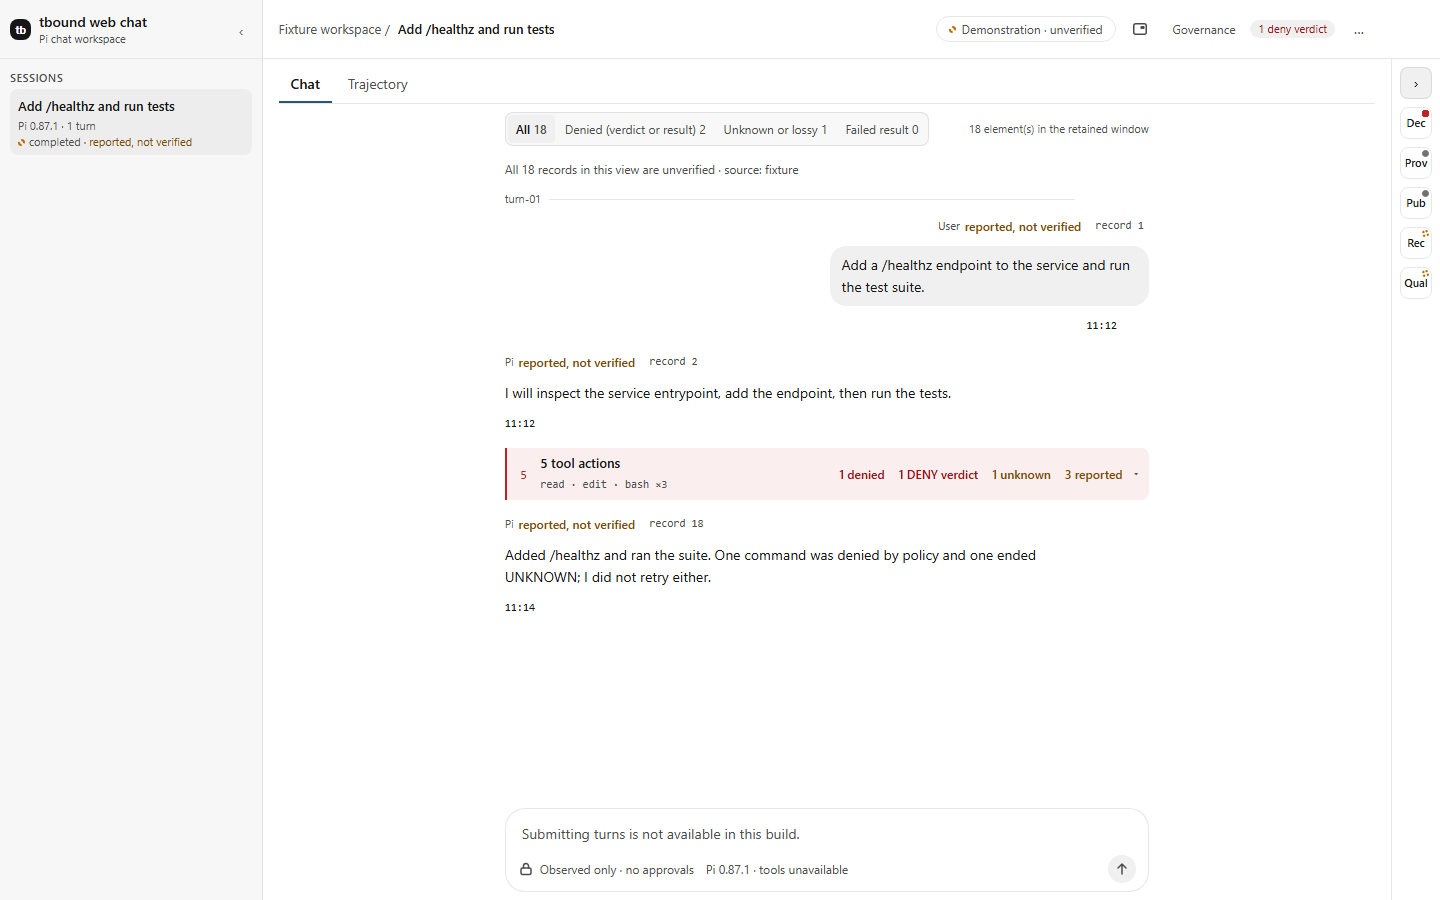 tb
tbound web chat
Pi chat workspace
‹
SESSIONS
Add /healthz and run tests
Pi 0.87.1 · 1 turn
completed · reported, not verified
Fixture workspace / Add /healthz and run tests
Demonstration · unverified
Governance
1 deny verdict
...
Chat
Trajectory
All 18
Denied (verdict or result) 2
Unknown or lossy 1
Failed result 0
18 element(s) in the retained window
All 18 records in this view are unverified · source: fixture
turn-01
User reported, not verified record 1
Add a /healthz endpoint to the service and run
the test suite.
11:12
Pi reported, not verified record 2
I will inspect the service entrypoint, add the endpoint, then run the tests.
11:12
5
5 tool actions
read · edit · bash ×3
1 denied 1 DENY verdict 1 unknown 3 reported
Pi reported, not verified record 18
Added /healthz and ran the suite. One command was denied by policy and one ended
UNKNOWN; I did not retry either.
11:14
Submitting turns is not available in this build.
Observed only · no approvals Pi 0.87.1 · tools unavailable
›
Dec
Prov
Pub
Rec
Qual